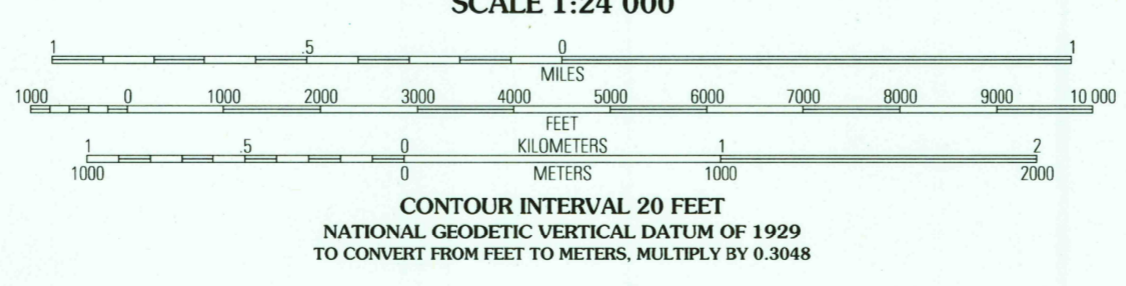 SCALE 1:24 000
1 .5 0 1
MILES
1000 0 1000 2000 3000 4000 5000 6000 7000 8000 9000 10 000
FEET
1 .5 0 KILOMETERS 1 2
1000 0 METERS 1000 2000
CONTOUR INTERVAL 20 FEET
NATIONAL GEODETIC VERTICAL DATUM OF 1929
TO CONVERT FROM FEET TO METERS, MULTIPLY BY 0.3048